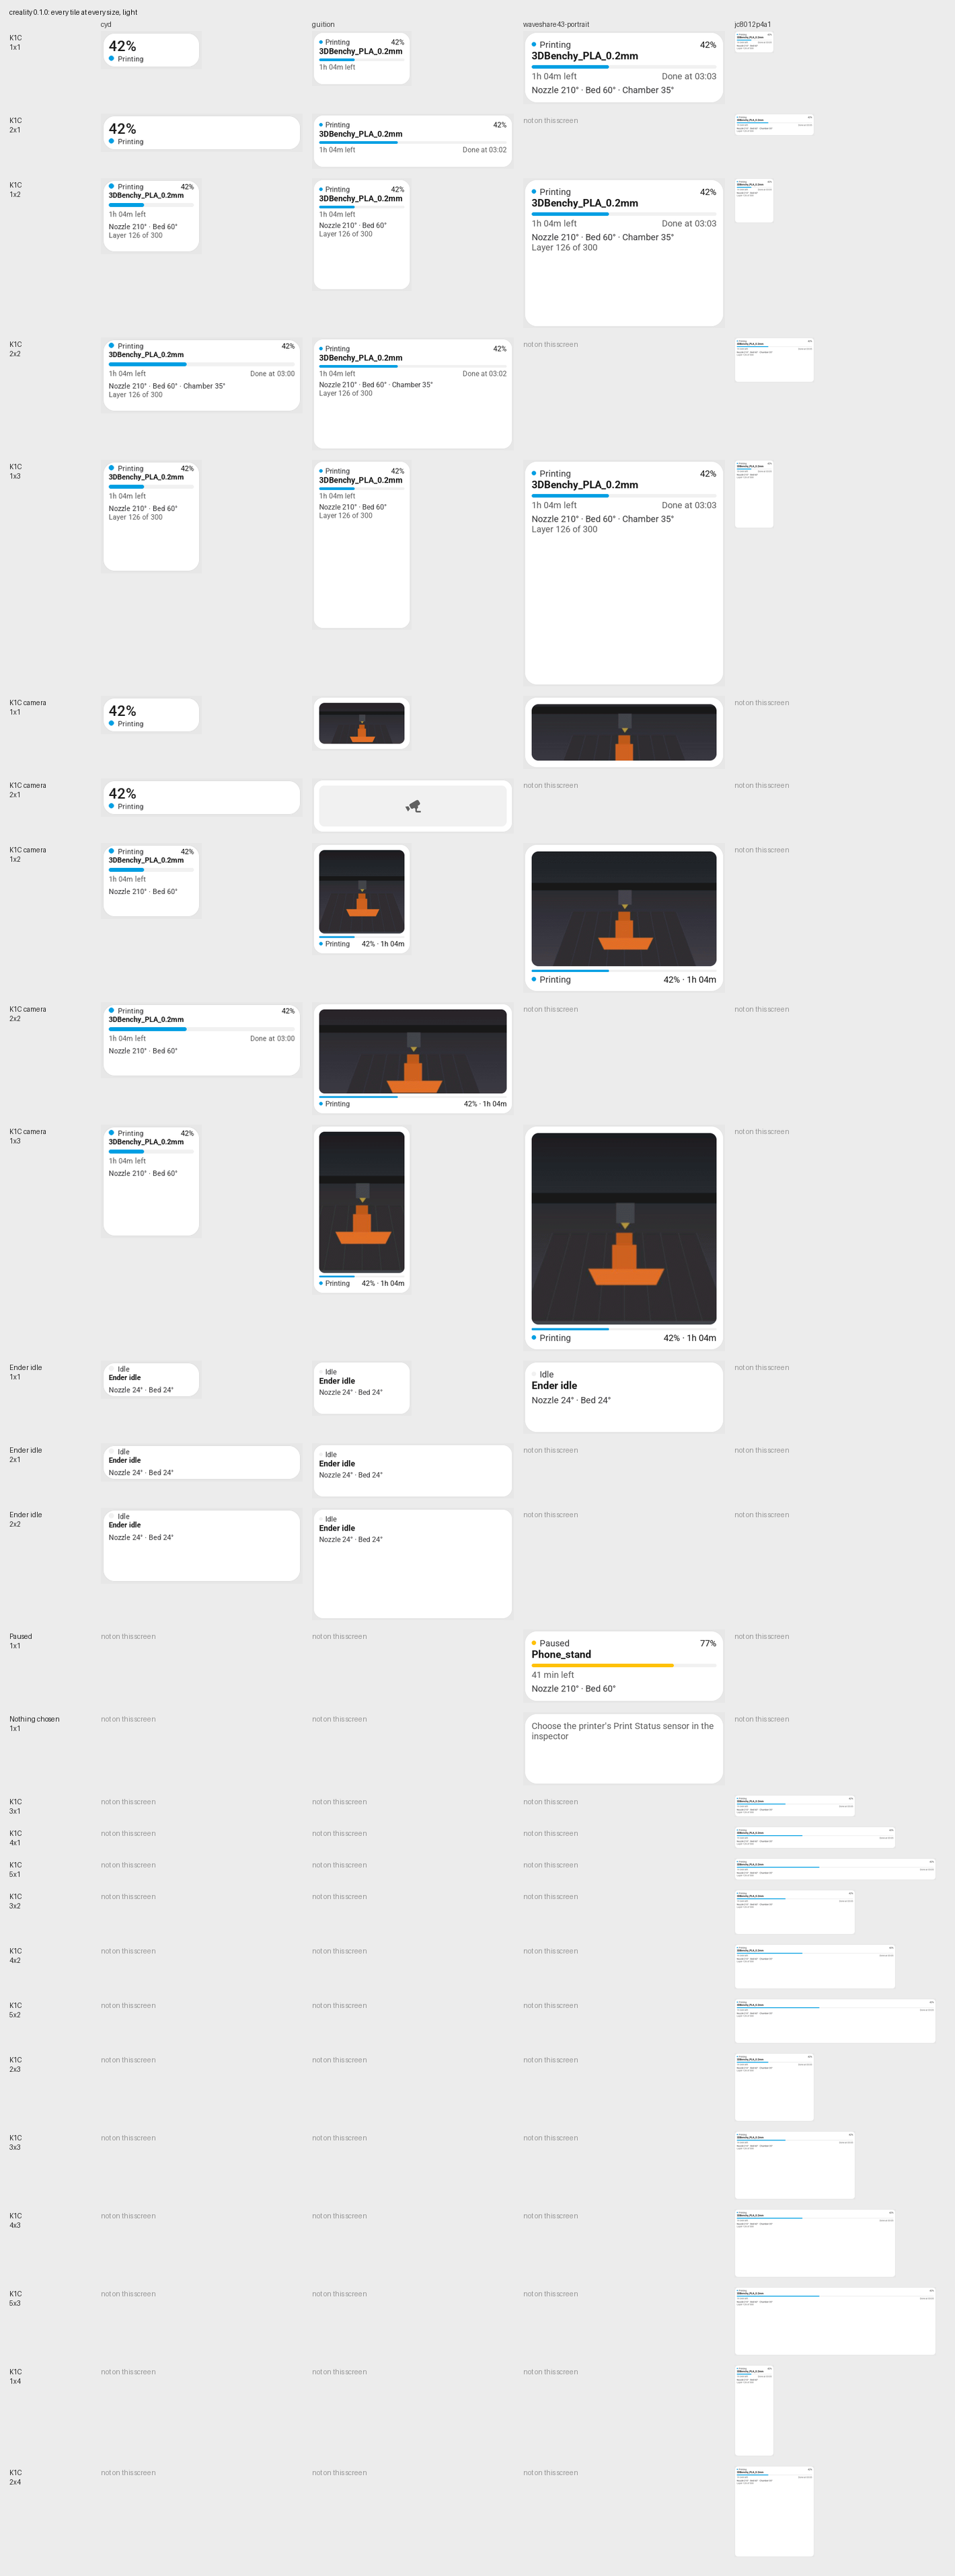 creality 0.1.0: every tile at every size, light
cyd guition waveshare43-portrait jc8012p4a1
K1C
1x1
42%
Printing
Printing 42%
3DBenchy_PLA_0.2mm
1h 04m left
Printing 42%
3DBenchy_PLA_0.2mm
1h 04m left Done at 03:03
Nozzle 210° · Bed 60° · Chamber 35°
K1C
2x1
42%
Printing
Printing 42%
3DBenchy_PLA_0.2mm
1h 04m left Done at 03:02
not on this screen
K1C
1x2
Printing 42%
3DBenchy_PLA_0.2mm
1h 04m left
Nozzle 210° · Bed 60°
Layer 126 of 300
Printing 42%
3DBenchy_PLA_0.2mm
1h 04m left
Nozzle 210° · Bed 60°
Layer 126 of 300
Printing 42%
3DBenchy_PLA_0.2mm
1h 04m left Done at 03:03
Nozzle 210° · Bed 60° · Chamber 35°
Layer 126 of 300
K1C
2x2
Printing 42%
3DBenchy_PLA_0.2mm
1h 04m left Done at 03:00
Nozzle 210° · Bed 60° · Chamber 35°
Layer 126 of 300
Printing 42%
3DBenchy_PLA_0.2mm
1h 04m left Done at 03:02
Nozzle 210° · Bed 60° · Chamber 35°
Layer 126 of 300
not on this screen
K1C
1x3
Printing 42%
3DBenchy_PLA_0.2mm
1h 04m left
Nozzle 210° · Bed 60°
Layer 126 of 300
Printing 42%
3DBenchy_PLA_0.2mm
1h 04m left
Nozzle 210° · Bed 60°
Layer 126 of 300
Printing 42%
3DBenchy_PLA_0.2mm
1h 04m left Done at 03:03
Nozzle 210° · Bed 60° · Chamber 35°
Layer 126 of 300
K1C camera
1x1
42%
Printing
not on this screen
K1C camera
2x1
42%
Printing
not on this screen
not on this screen
K1C camera
1x2
Printing 42%
3DBenchy_PLA_0.2mm
1h 04m left
Nozzle 210° · Bed 60°
Printing 42% · 1h 04m
Printing 42% · 1h 04m
not on this screen
K1C camera
2x2
Printing 42%
3DBenchy_PLA_0.2mm
1h 04m left Done at 03:00
Nozzle 210° · Bed 60°
Printing 42% · 1h 04m
not on this screen
not on this screen
K1C camera
1x3
Printing 42%
3DBenchy_PLA_0.2mm
1h 04m left
Nozzle 210° · Bed 60°
Printing 42% · 1h 04m
Printing 42% · 1h 04m
not on this screen
Ender idle
1x1
Idle
Ender idle
Nozzle 24° · Bed 24°
Idle
Ender idle
Nozzle 24° · Bed 24°
Idle
Ender idle
Nozzle 24° · Bed 24°
not on this screen
Ender idle
2x1
Idle
Ender idle
Nozzle 24° · Bed 24°
Idle
Ender idle
Nozzle 24° · Bed 24°
not on this screen
not on this screen
Ender idle
2x2
Idle
Ender idle
Nozzle 24° · Bed 24°
Idle
Ender idle
Nozzle 24° · Bed 24°
not on this screen
not on this screen
Paused
1x1
not on this screen
not on this screen
Paused 77%
Phone_stand
41 min left
Nozzle 210° · Bed 60°
not on this screen
Nothing chosen
1x1
not on this screen
not on this screen
Choose the printer's Print Status sensor in the
inspector
not on this screen
K1C
3x1
not on this screen
not on this screen
not on this screen
K1C
4x1
not on this screen
not on this screen
not on this screen
K1C
5x1
not on this screen
not on this screen
not on this screen
K1C
3x2
not on this screen
not on this screen
not on this screen
K1C
4x2
not on this screen
not on this screen
not on this screen
K1C
5x2
not on this screen
not on this screen
not on this screen
K1C
2x3
not on this screen
not on this screen
not on this screen
K1C
3x3
not on this screen
not on this screen
not on this screen
K1C
4x3
not on this screen
not on this screen
not on this screen
K1C
5x3
not on this screen
not on this screen
not on this screen
K1C
1x4
not on this screen
not on this screen
not on this screen
K1C
2x4
not on this screen
not on this screen
not on this screen